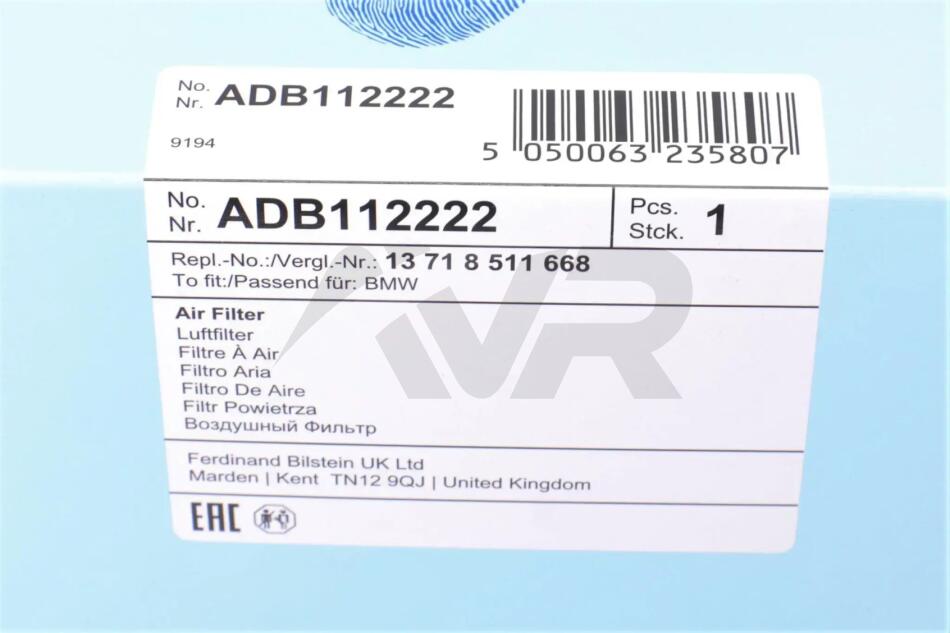 No.
Nr. ADB112222
9194
5 050063 235807
No.
Nr. ADB112222
Pcs.
Stck. 1
Repl.-No.:/Vergl.-Nr.: 13 71 8 511 668
To fit:/Passend für: BMW
Air Filter
Luftfilter
Filtre À Air
Filtro Aria
Filtro De Aire
Filtr Powietrza
Воздушный Фильтр
Ferdinand Bilstein UK Ltd
Marden | Kent TN12 9QJ | United Kingdom
EAC
VR